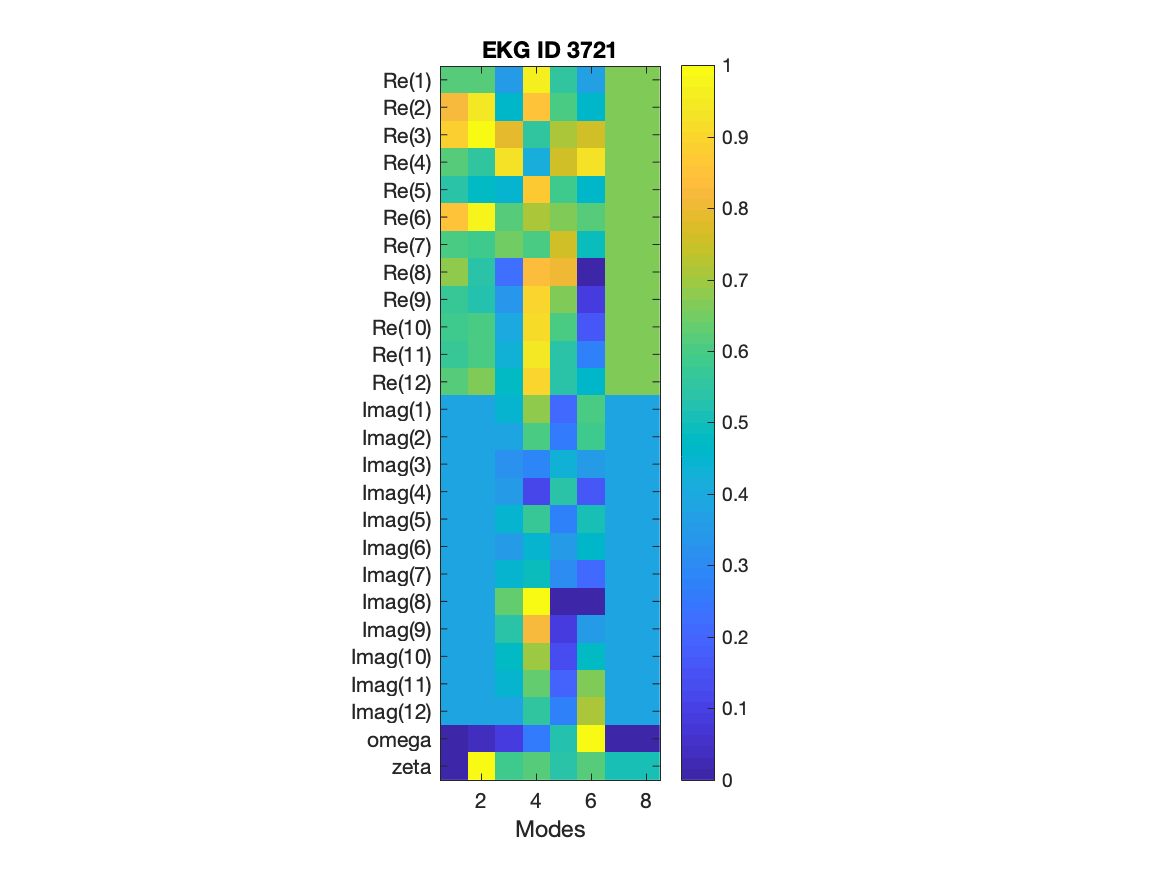 EKG ID 3721
Re(1)
Re(2)
Re(3)
Re(4)
Re(5)
Re(6)
Re(7)
Re(8)
Re(9)
Re(10)
Re(11)
Re(12)
Imag(1)
Imag(2)
Imag(3)
Imag(4)
Imag(5)
Imag(6)
Imag(7)
Imag(8)
Imag(9)
Imag(10)
Imag(11)
Imag(12)
omega
zeta
2 4 6 8
Modes
1
0.9
0.8
0.7
0.6
0.5
0.4
0.3
0.2
0.1
0